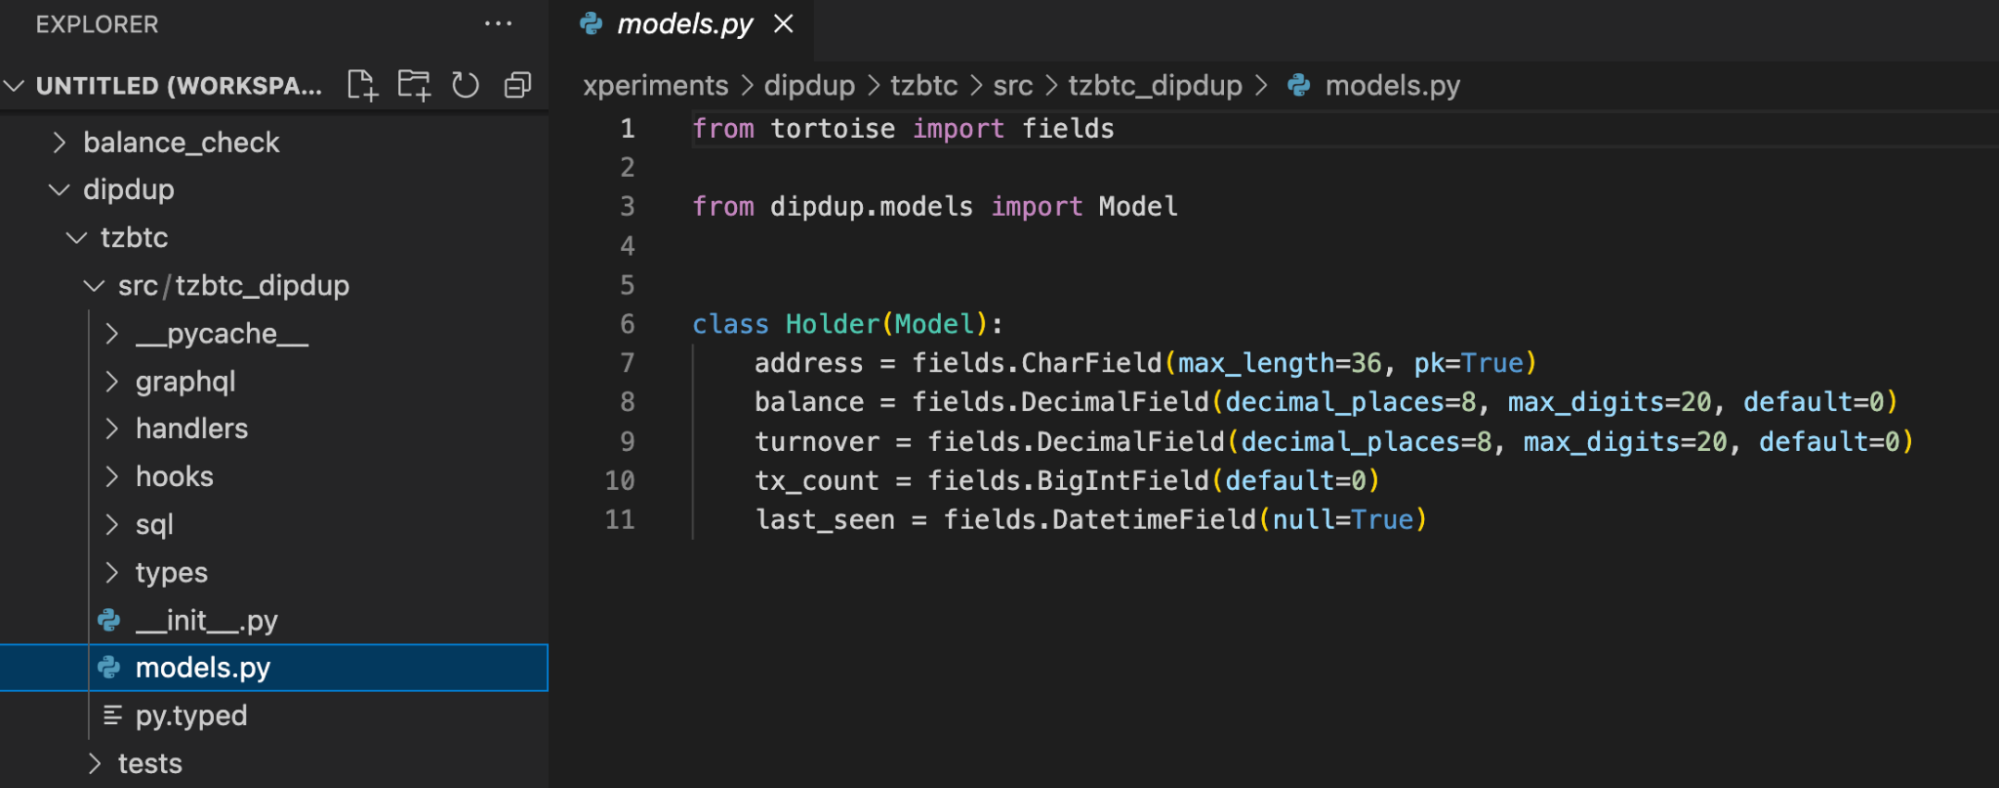 EXPLORER
UNTITLED (WORKSPA...
balance_check
dipdup
tzbtc
src/tzbtc_dipdup
__pycache__
graphql
handlers
hooks
sql
types
__init__.py
models.py
py.typed
tests
models.py
xperiments > dipdup > tzbtc > src > tzbtc_dipdup > models.py
1 from tortoise import fields
2
3 from dipdup.models import Model
4
5
6 class Holder(Model):
7     address = fields.CharField(max_length=36, pk=True)
8     balance = fields.DecimalField(decimal_places=8, max_digits=20, default=0)
9     turnover = fields.DecimalField(decimal_places=8, max_digits=20, default=0)
10     tx_count = fields.BigIntField(default=0)
11     last_seen = fields.DatetimeField(null=True)